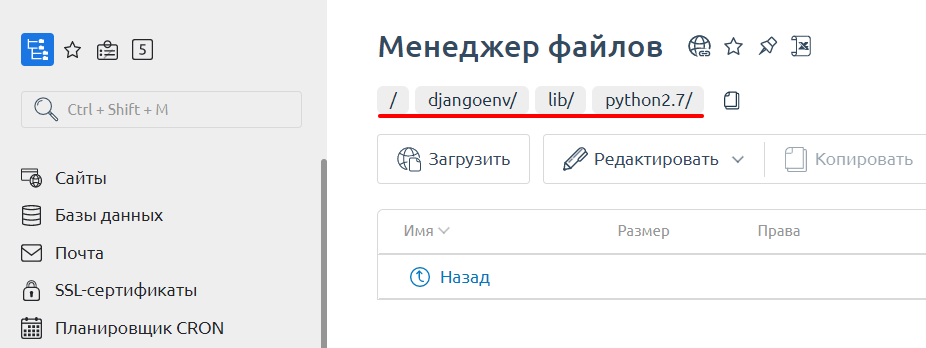 5
Ctrl + Shift + M
Сайты
Базы данных
Почта
SSL-сертификаты
Планировщик CRON
Менеджер файлов
/ djangoenv/ lib/ python2.7/
Загрузить Редактировать Копировать
Имя Размер Права
Назад